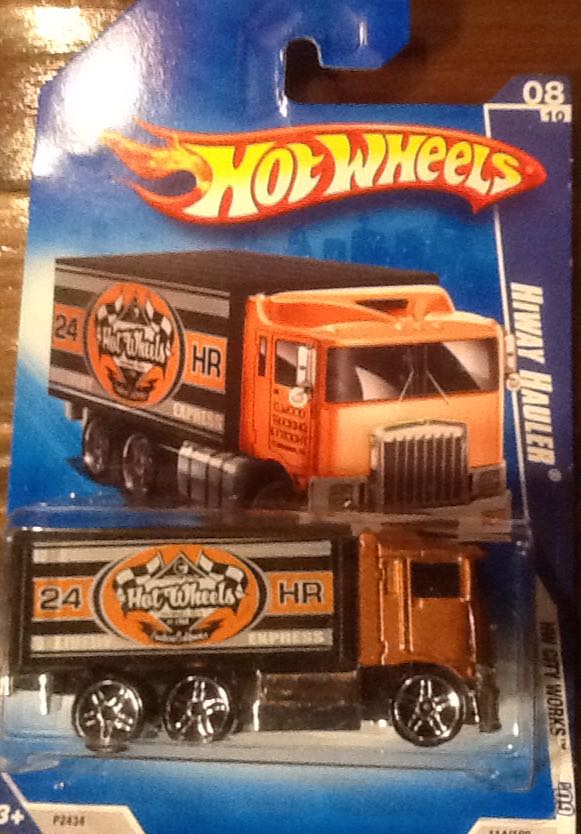 08
10
HOT WHEELS
HIWAY HAULER®
24
Hot Wheels
HR
EXPRESS
24
Hot Wheels
HR
EXPRESS
HW CITY WORKS™
3+
P2434